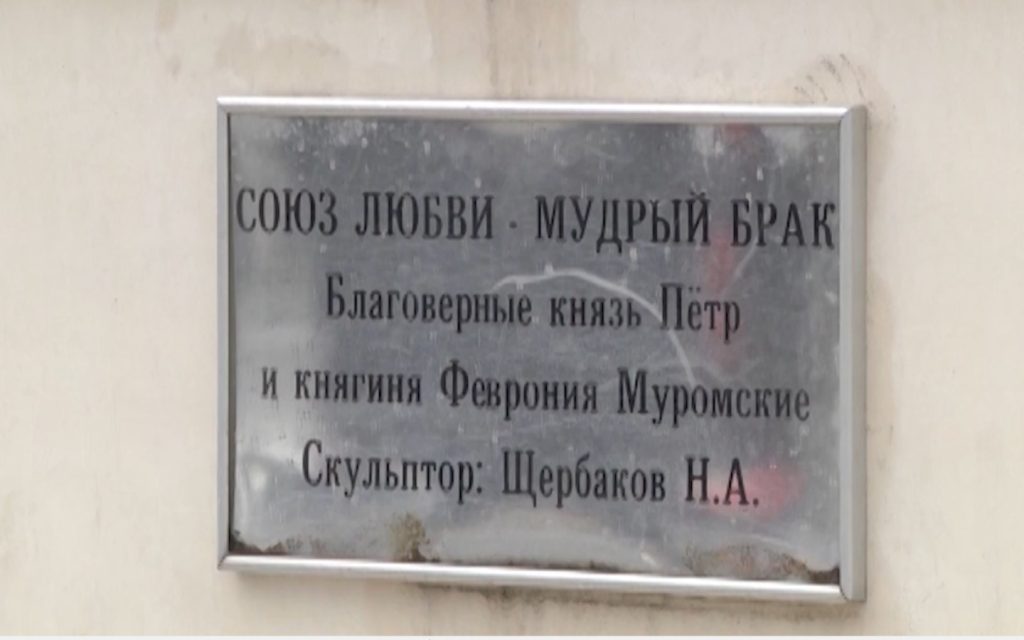 СОЮЗ ЛЮБВИ - МУДРЫЙ БРАК
Благоверные князь Пётр
и княгиня Феврония Муромские
Скульптор: Щербаков Н.А.